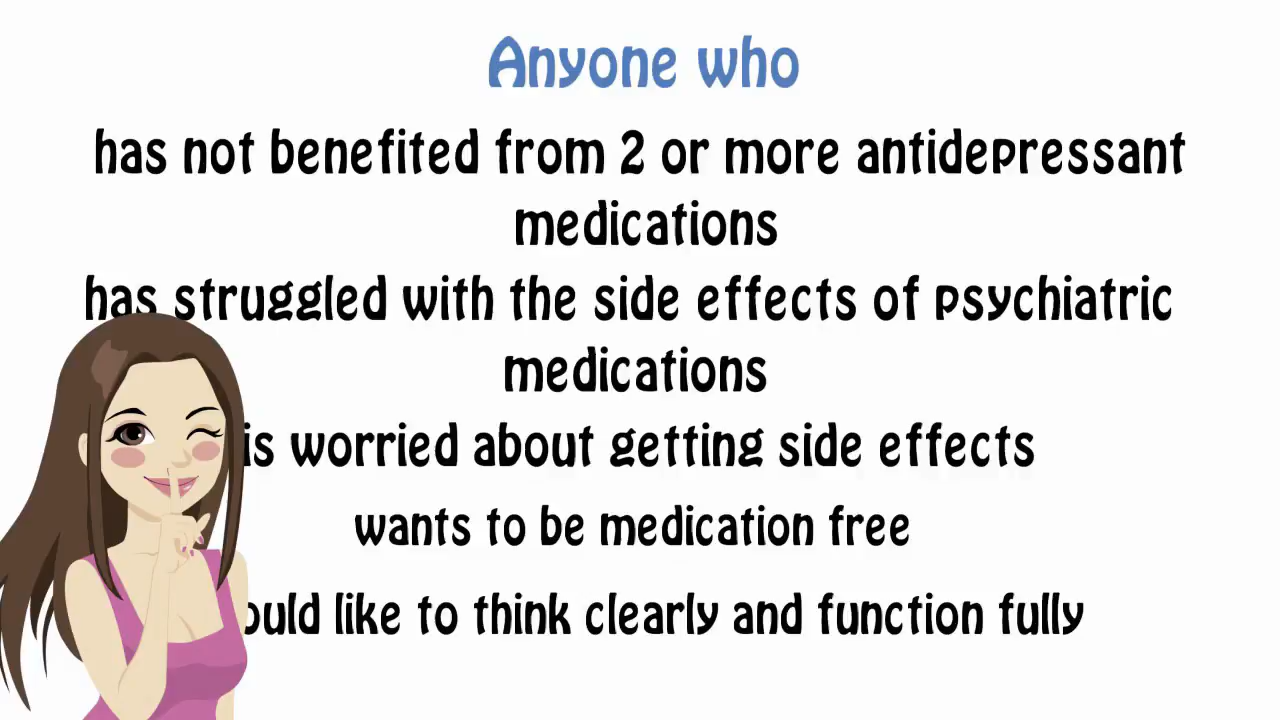 Anyone who
has not benefited from 2 or more antidepressant
medications
has struggled with the side effects of psychiatric
medications
is worried about getting side effects
wants to be medication free
ould like to think clearly and function fully